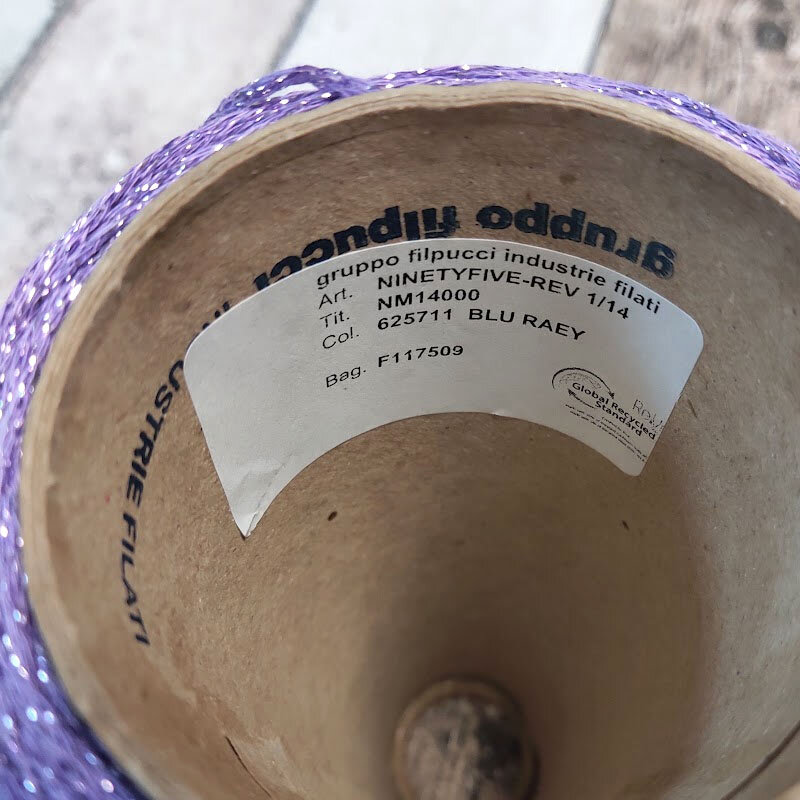 gruppo filpucci
INDUSTRIE FILATI
gruppo filpucci industrie filati
Art. NINETYFIVE-REV 1/14
Tit. NM14000
Col. 625711 BLU RAEY
Bag. F117509
Global Recycled
Standard